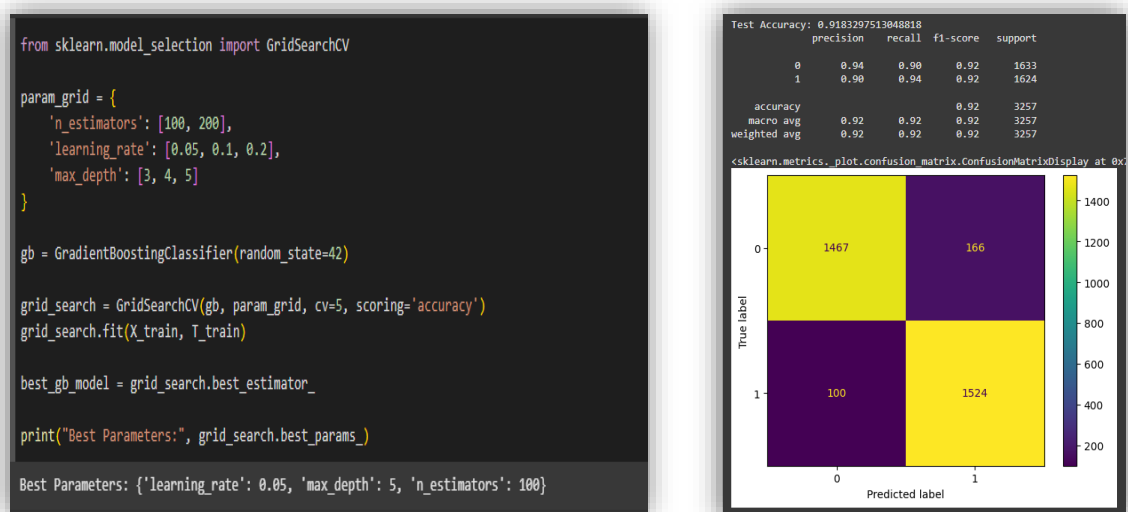 from sklearn.model_selection import GridSearchCV
param_grid = {
    'n_estimators': [100, 200],
    'learning_rate': [0.05, 0.1, 0.2],
    'max_depth': [3, 4, 5]
}
gb = GradientBoostingClassifier(random_state=42)
grid_search = GridSearchCV(gb, param_grid, cv=5, scoring='accuracy')
grid_search.fit(X_train, T_train)
best_gb_model = grid_search.best_estimator_
print("Best Parameters:", grid_search.best_params_)
Best Parameters: {'learning_rate': 0.05, 'max_depth': 5, 'n_estimators': 100}
Test Accuracy: 0.9183297513048818
precision recall f1-score support
0 0.94 0.90 0.92 1633
1 0.90 0.94 0.92 1624
accuracy 0.92 3257
macro avg 0.92 0.92 0.92 3257
weighted avg 0.92 0.92 0.92 3257
<sklearn.metrics._plot.confusion_matrix.ConfusionMatrixDisplay at 0x7
0
1467
166
1
100
1524
0
1
True label
Predicted label
1400
1200
1000
800
600
400
200